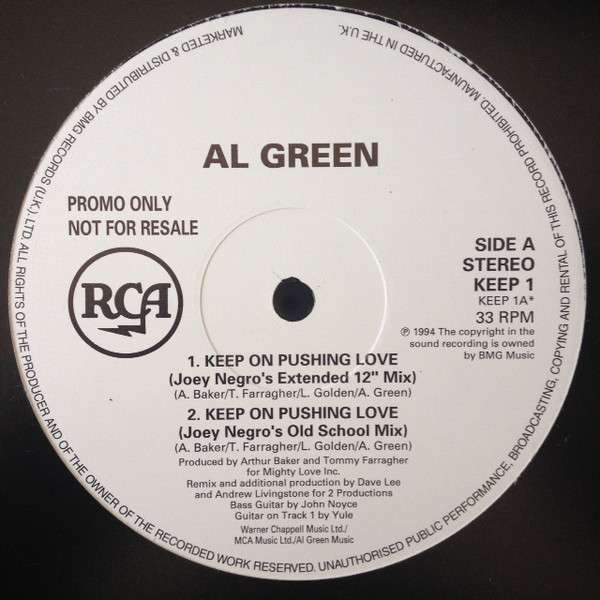 AL GREEN
PROMO ONLY
NOT FOR RESALE
RCA
SIDE A
STEREO
KEEP 1
KEEP 1A*
33 RPM
℗ 1994 The copyright in the
sound recording is owned
by BMG Music
1. KEEP ON PUSHING LOVE
(Joey Negro's Extended 12" Mix)
(A. Baker/T. Farragher/L. Golden/A. Green)
2. KEEP ON PUSHING LOVE
(Joey Negro's Old School Mix)
(A. Baker/T. Farragher/L. Golden/A. Green)
Produced by Arthur Baker and Tommy Farragher
for Mighty Love Inc.
Remix and additional production by Dave Lee
and Andrew Livingstone for 2 Productions
Bass Guitar by John Noyce
Guitar on Track 1 by Yule
Warner Chappell Music Ltd./
MCA Music Ltd./Al Green Music
MARKETED & DISTRIBUTED BY BMG RECORDS (UK). LTD. ALL RIGHTS OF THE PRODUCER AND OF THE OWNER OF THE RECORDED WORK RESERVED. UNAUTHORISED PUBLIC PERFORMANCE, BROADCASTING, COPYING AND RENTAL OF THIS RECORD PROHIBITED. MAUNFACTURED IN THE U.K.